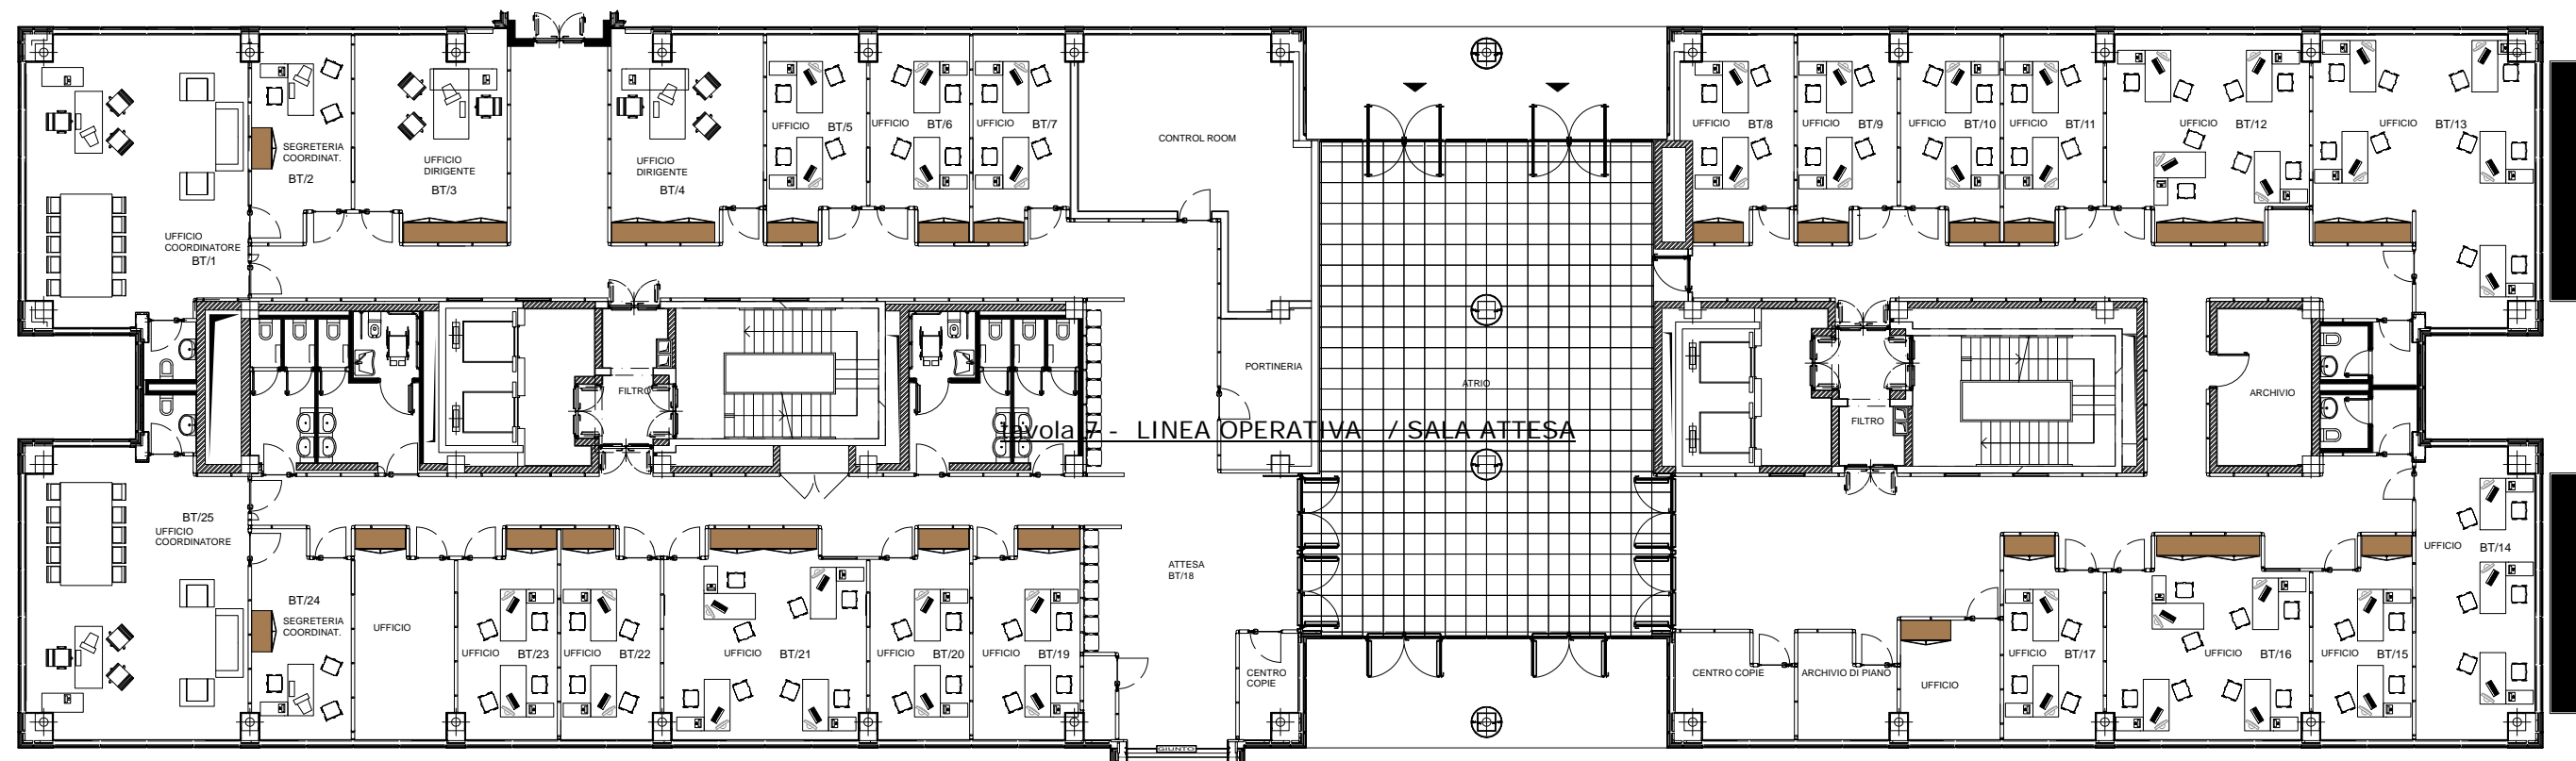 UFFICIO
COORDINATORE
BT/1
SEGRETERIA
COORDINAT.
BT/2
UFFICIO
DIRIGENTE
BT/3
UFFICIO
DIRIGENTE
BT/4
UFFICIO BT/5
UFFICIO BT/6
UFFICIO BT/7
CONTROL ROOM
UFFICIO BT/8
UFFICIO BT/9
UFFICIO BT/10
UFFICIO BT/11
UFFICIO BT/12
UFFICIO BT/13
FILTRO
PORTINERIA
ATRIO
FILTRO
ARCHIVIO
Tavola 7 - LINEA OPERATIVA / SALA ATTESA
BT/25
UFFICIO
COORDINATORE
BT/24
SEGRETERIA
COORDINAT.
UFFICIO
UFFICIO BT/23
UFFICIO BT/22
UFFICIO BT/21
UFFICIO BT/20
UFFICIO BT/19
ATTESA
BT/18
CENTRO
COPIE
CENTRO COPIE
ARCHIVIO DI PIANO
UFFICIO
UFFICIO BT/17
UFFICIO BT/16
UFFICIO BT/15
UFFICIO BT/14
GIUNTO